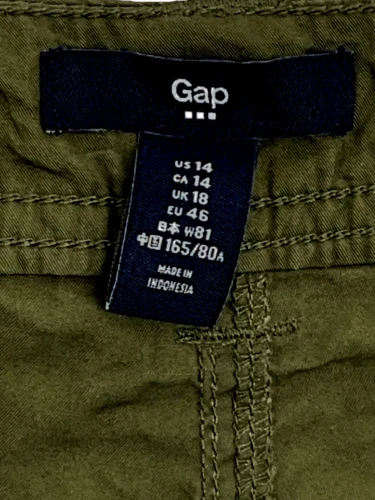 Gap
US 14
CA 14
UK 18
EU 46
日本 W81
中国 165/80A
MADE IN
INDONESIA